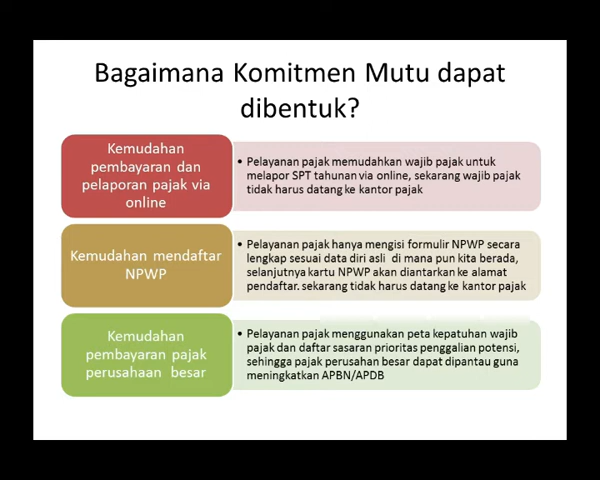 Bagaimana Komitmen Mutu dapat
dibentuk?
Kemudahan
pembayaran dan
pelaporan pajak via
online
• Pelayanan pajak memudahkan wajib pajak untuk
melapor SPT tahunan via online, sekarang wajib pajak
tidak harus datang ke kantor pajak
Kemudahan mendaftar
NPWP
• Pelayanan pajak hanya mengisi formulir NPWP secara
lengkap sesuai data diri asli di mana pun kita berada,
selanjutnya kartu NPWP akan diantarkan ke alamat
pendaftar. sekarang tidak harus datang ke kantor pajak
Kemudahan
pembayaran pajak
perusahaan besar
• Pelayanan pajak menggunakan peta kepatuhan wajib
pajak dan daftar sasaran prioritas penggalian potensi,
sehingga pajak perusahan besar dapat dipantau guna
meningkatkan APBN/APDB